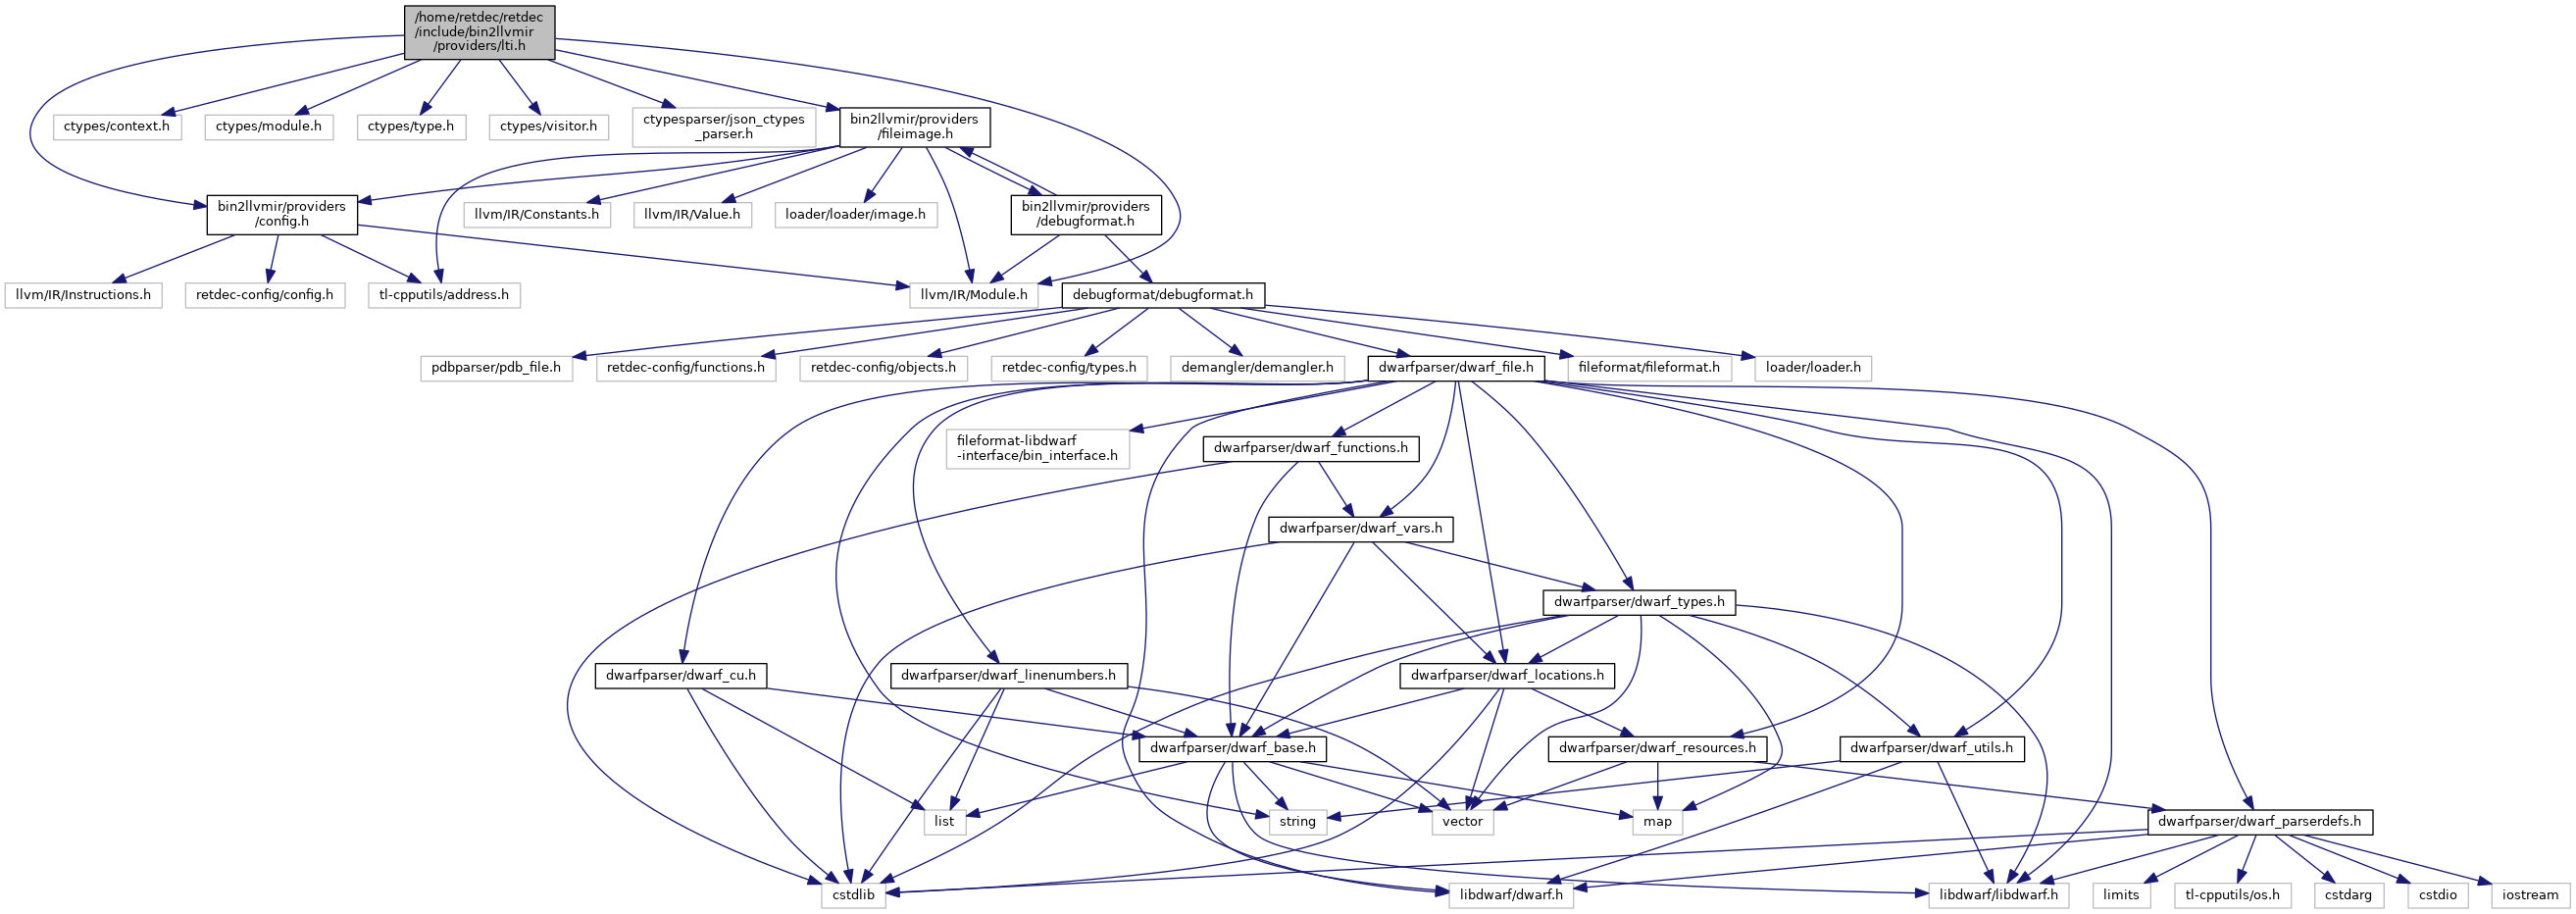 /home/retdec/retdec
/include/bin2llvmir
/providers/lti.h
ctypes/context.h
ctypes/module.h
ctypes/type.h
ctypes/visitor.h
ctypesparser/json_ctypes
_parser.h
bin2llvmir/providers
/fileimage.h
bin2llvmir/providers
/config.h
llvm/IR/Constants.h
llvm/IR/Value.h
loader/loader/image.h
bin2llvmir/providers
/debugformat.h
llvm/IR/Instructions.h
retdec-config/config.h
tl-cpputils/address.h
llvm/IR/Module.h
debugformat/debugformat.h
pdbparser/pdb_file.h
retdec-config/functions.h
retdec-config/objects.h
retdec-config/types.h
demangler/demangler.h
dwarfparser/dwarf_file.h
fileformat/fileformat.h
loader/loader.h
fileformat-libdwarf
-interface/bin_interface.h
dwarfparser/dwarf_functions.h
dwarfparser/dwarf_vars.h
dwarfparser/dwarf_types.h
dwarfparser/dwarf_cu.h
dwarfparser/dwarf_linenumbers.h
dwarfparser/dwarf_locations.h
dwarfparser/dwarf_base.h
dwarfparser/dwarf_resources.h
dwarfparser/dwarf_utils.h
list
string
vector
map
dwarfparser/dwarf_parserdefs.h
cstdlib
libdwarf/dwarf.h
libdwarf/libdwarf.h
limits
tl-cpputils/os.h
cstdarg
cstdio
iostream